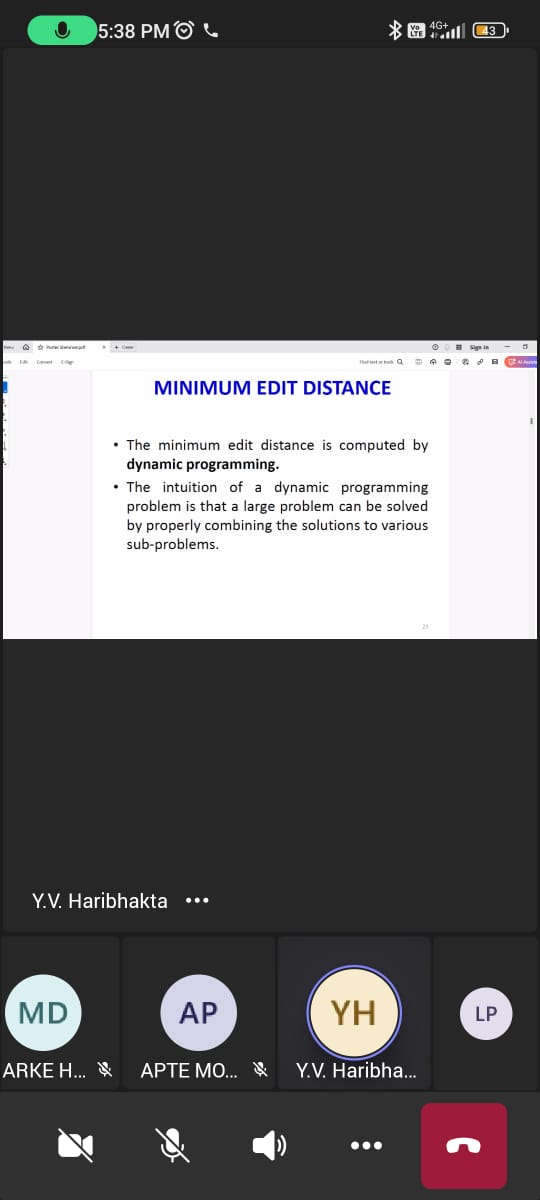 5:38 PM
Vo LTE 4G+ 43
Menu Porter Stemmer.pdf + Create Sign in
Edit Convert E-Sign Find text or tools AI Assista
MINIMUM EDIT DISTANCE
• The minimum edit distance is computed by
dynamic programming.
• The intuition of a dynamic programming
problem is that a large problem can be solved
by properly combining the solutions to various
sub-problems.
Y.V. Haribhakta
MD AP YH LP
ARKE H... APTE MO... Y.V. Haribha...